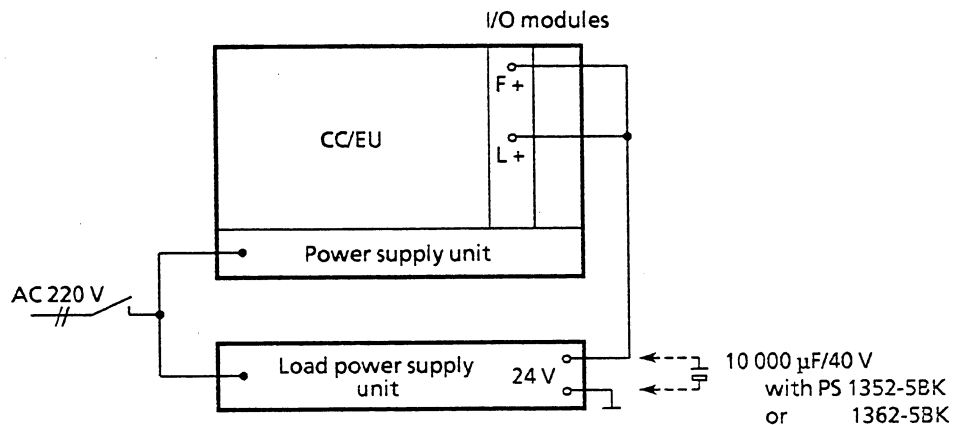 I/O modules
F +
CC/EU
L +
Power supply unit
AC 220 V
Load power supply
unit
24 V
10 000 µF/40 V
with PS 1352-5BK
or 1362-5BK